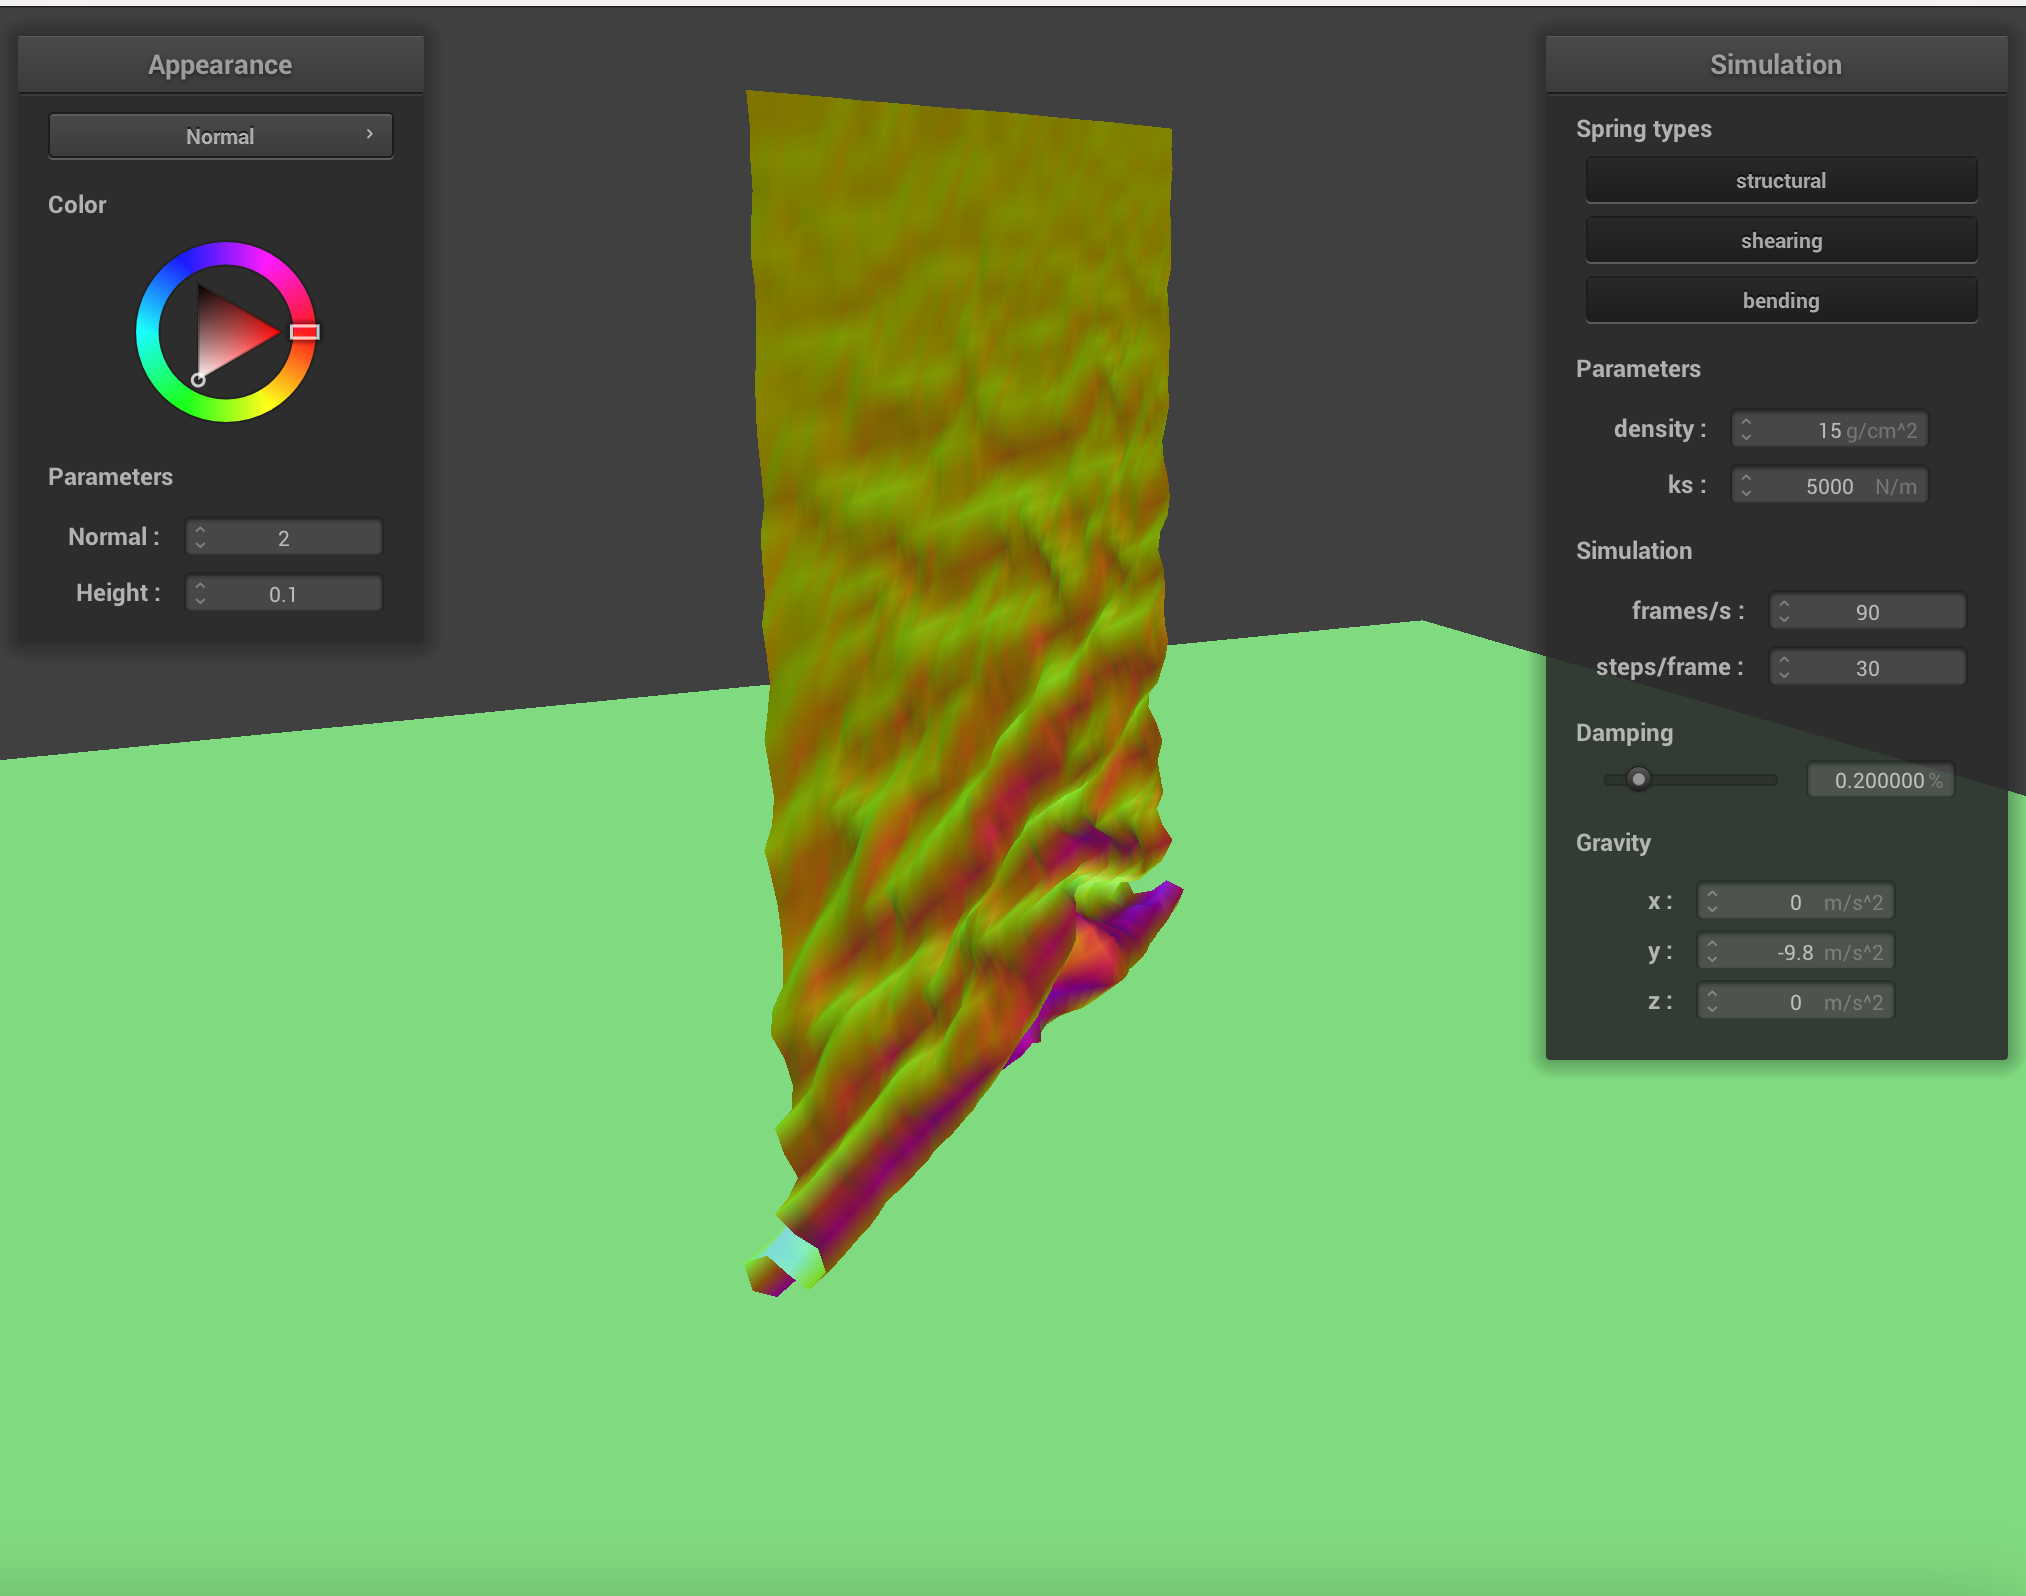 Appearance
Normal
Color
Parameters
Normal : 2
Height : 0.1
Simulation
Spring types
structural
shearing
bending
Parameters
density : 15 g/cm^2
ks : 5000 N/m
Simulation
frames/s : 90
steps/frame : 30
Damping
0.200000 %
Gravity
x : 0 m/s^2
y : -9.8 m/s^2
z : 0 m/s^2